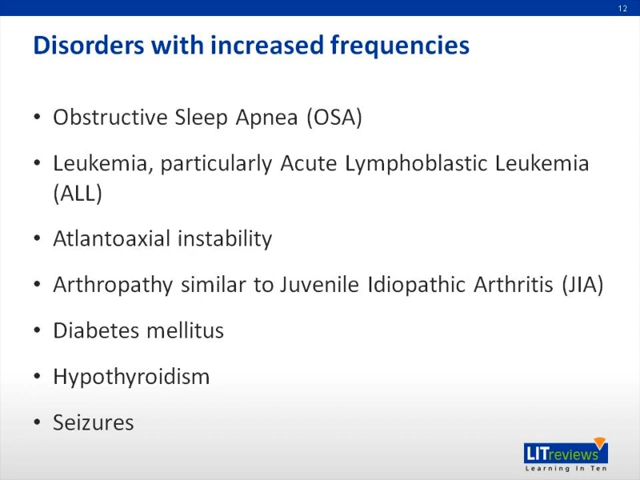 12
Disorders with increased frequencies
• Obstructive Sleep Apnea (OSA)
• Leukemia, particularly Acute Lymphoblastic Leukemia
(ALL)
• Atlantoaxial instability
• Arthropathy similar to Juvenile Idiopathic Arthritis (JIA)
• Diabetes mellitus
• Hypothyroidism
• Seizures
LITreviews
Learning In Ten